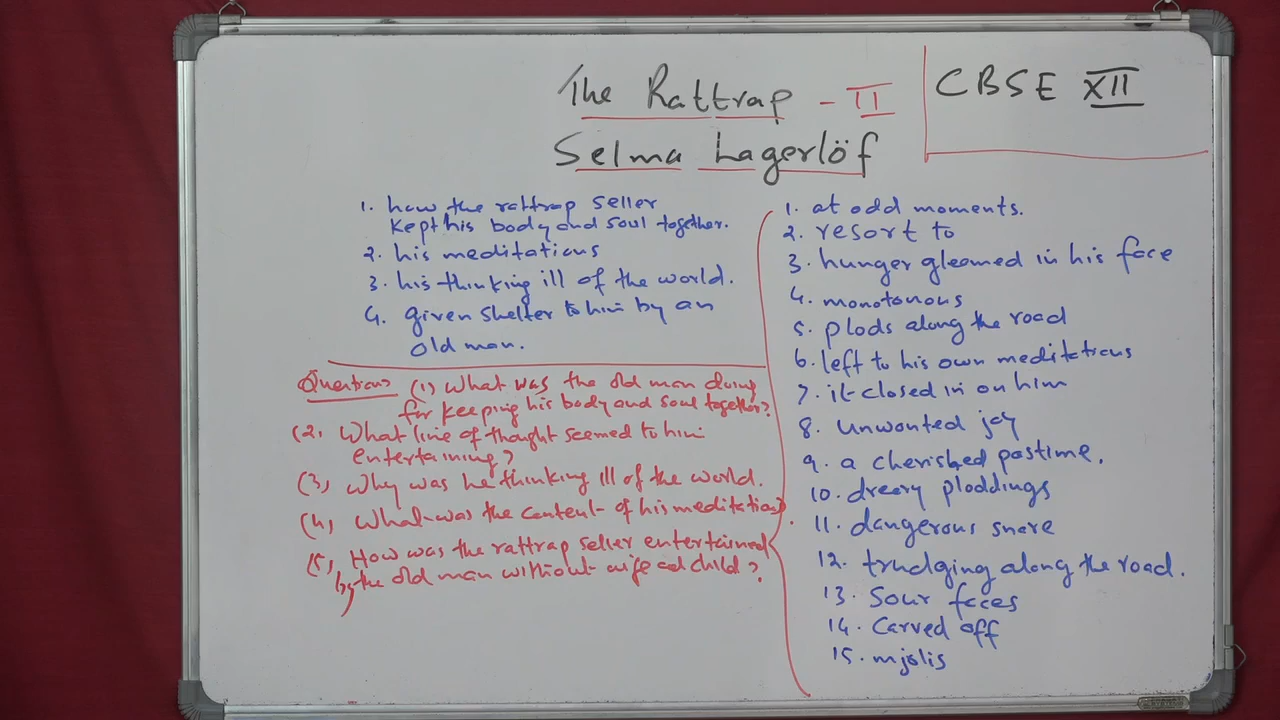 The Rattrap - II
CBSE XII
Selma Lagerlöf
1. how the rattrap seller
kept his body and soul together.
2. his meditations
3. his thinking ill of the world.
4. given shelter to him by an
old man.
Questions (1) What was the old man doing
for keeping his body and soul together?
(2, What line of thought seemed to him
entertaining?
(3, Why was he thinking ill of the world.
(4, What was the content of his meditations?
(5, How was the rattrap seller entertained
by the old man without wife and child?
1. at odd moments.
2. resort to
3. hunger gleamed in his face
4. monotonous
5. plods along the road
6. left to his own meditations
7. it closed in on him
8. unwonted joy
9. a cherished pastime.
10. dreary ploddings
11. dangerous snare
12. trudging along the road.
13. Sour faces
14. Carved off
15. mjolis